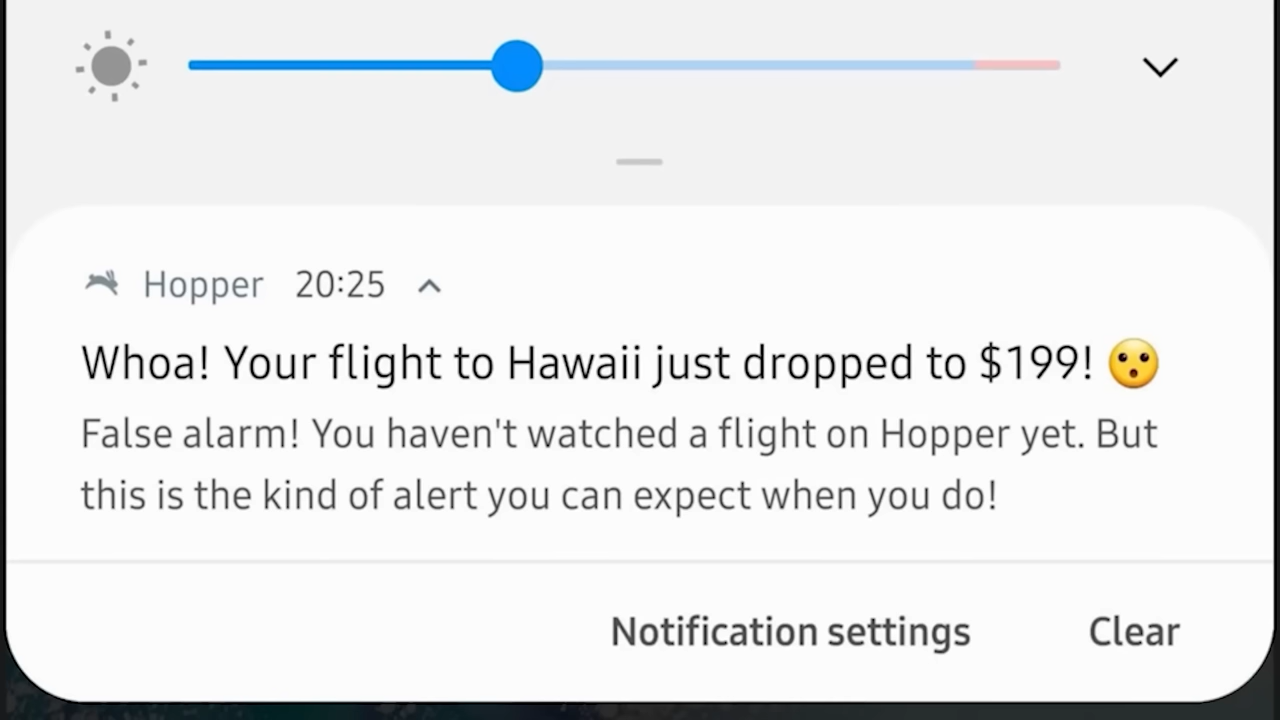 Hopper 20:25
Whoa! Your flight to Hawaii just dropped to $199! 😮
False alarm! You haven't watched a flight on Hopper yet. But
this is the kind of alert you can expect when you do!
Notification settings Clear